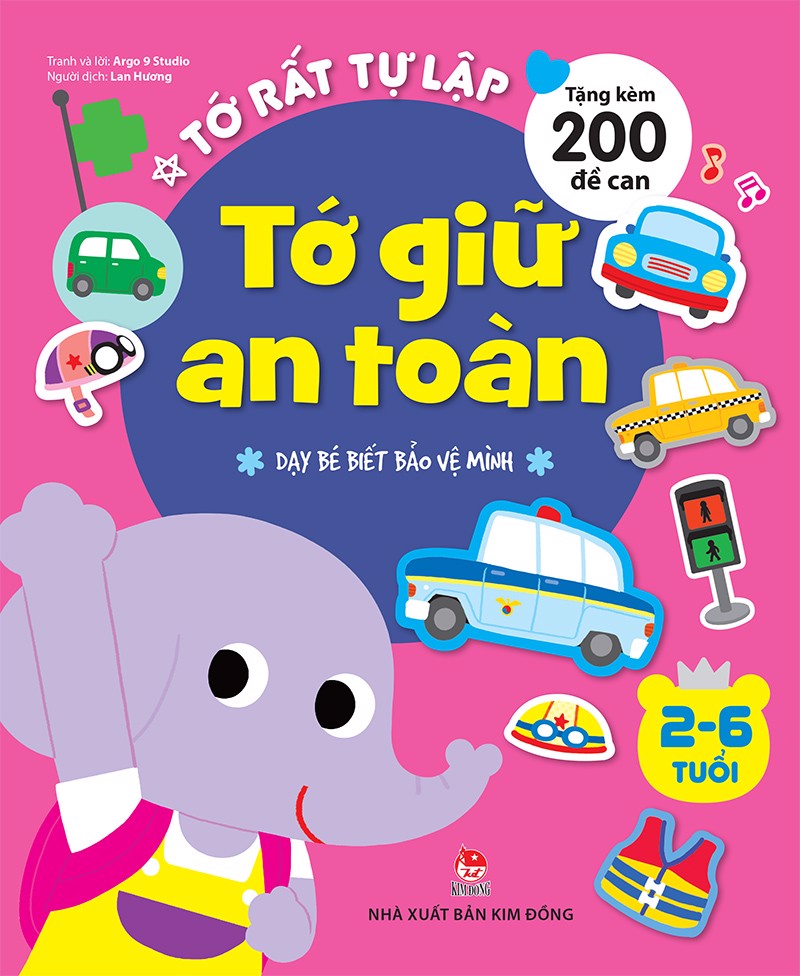 Tranh và lời: Argo 9 Studio
Người dịch: Lan Hương
TỚ RẤT TỰ LẬP
Tặng kèm
200
đề can
Tớ giữ
an toàn
DẠY BÉ BIẾT BẢO VỆ MÌNH
2-6
TUỔI
KIM ĐỒNG
NHÀ XUẤT BẢN KIM ĐỒNG